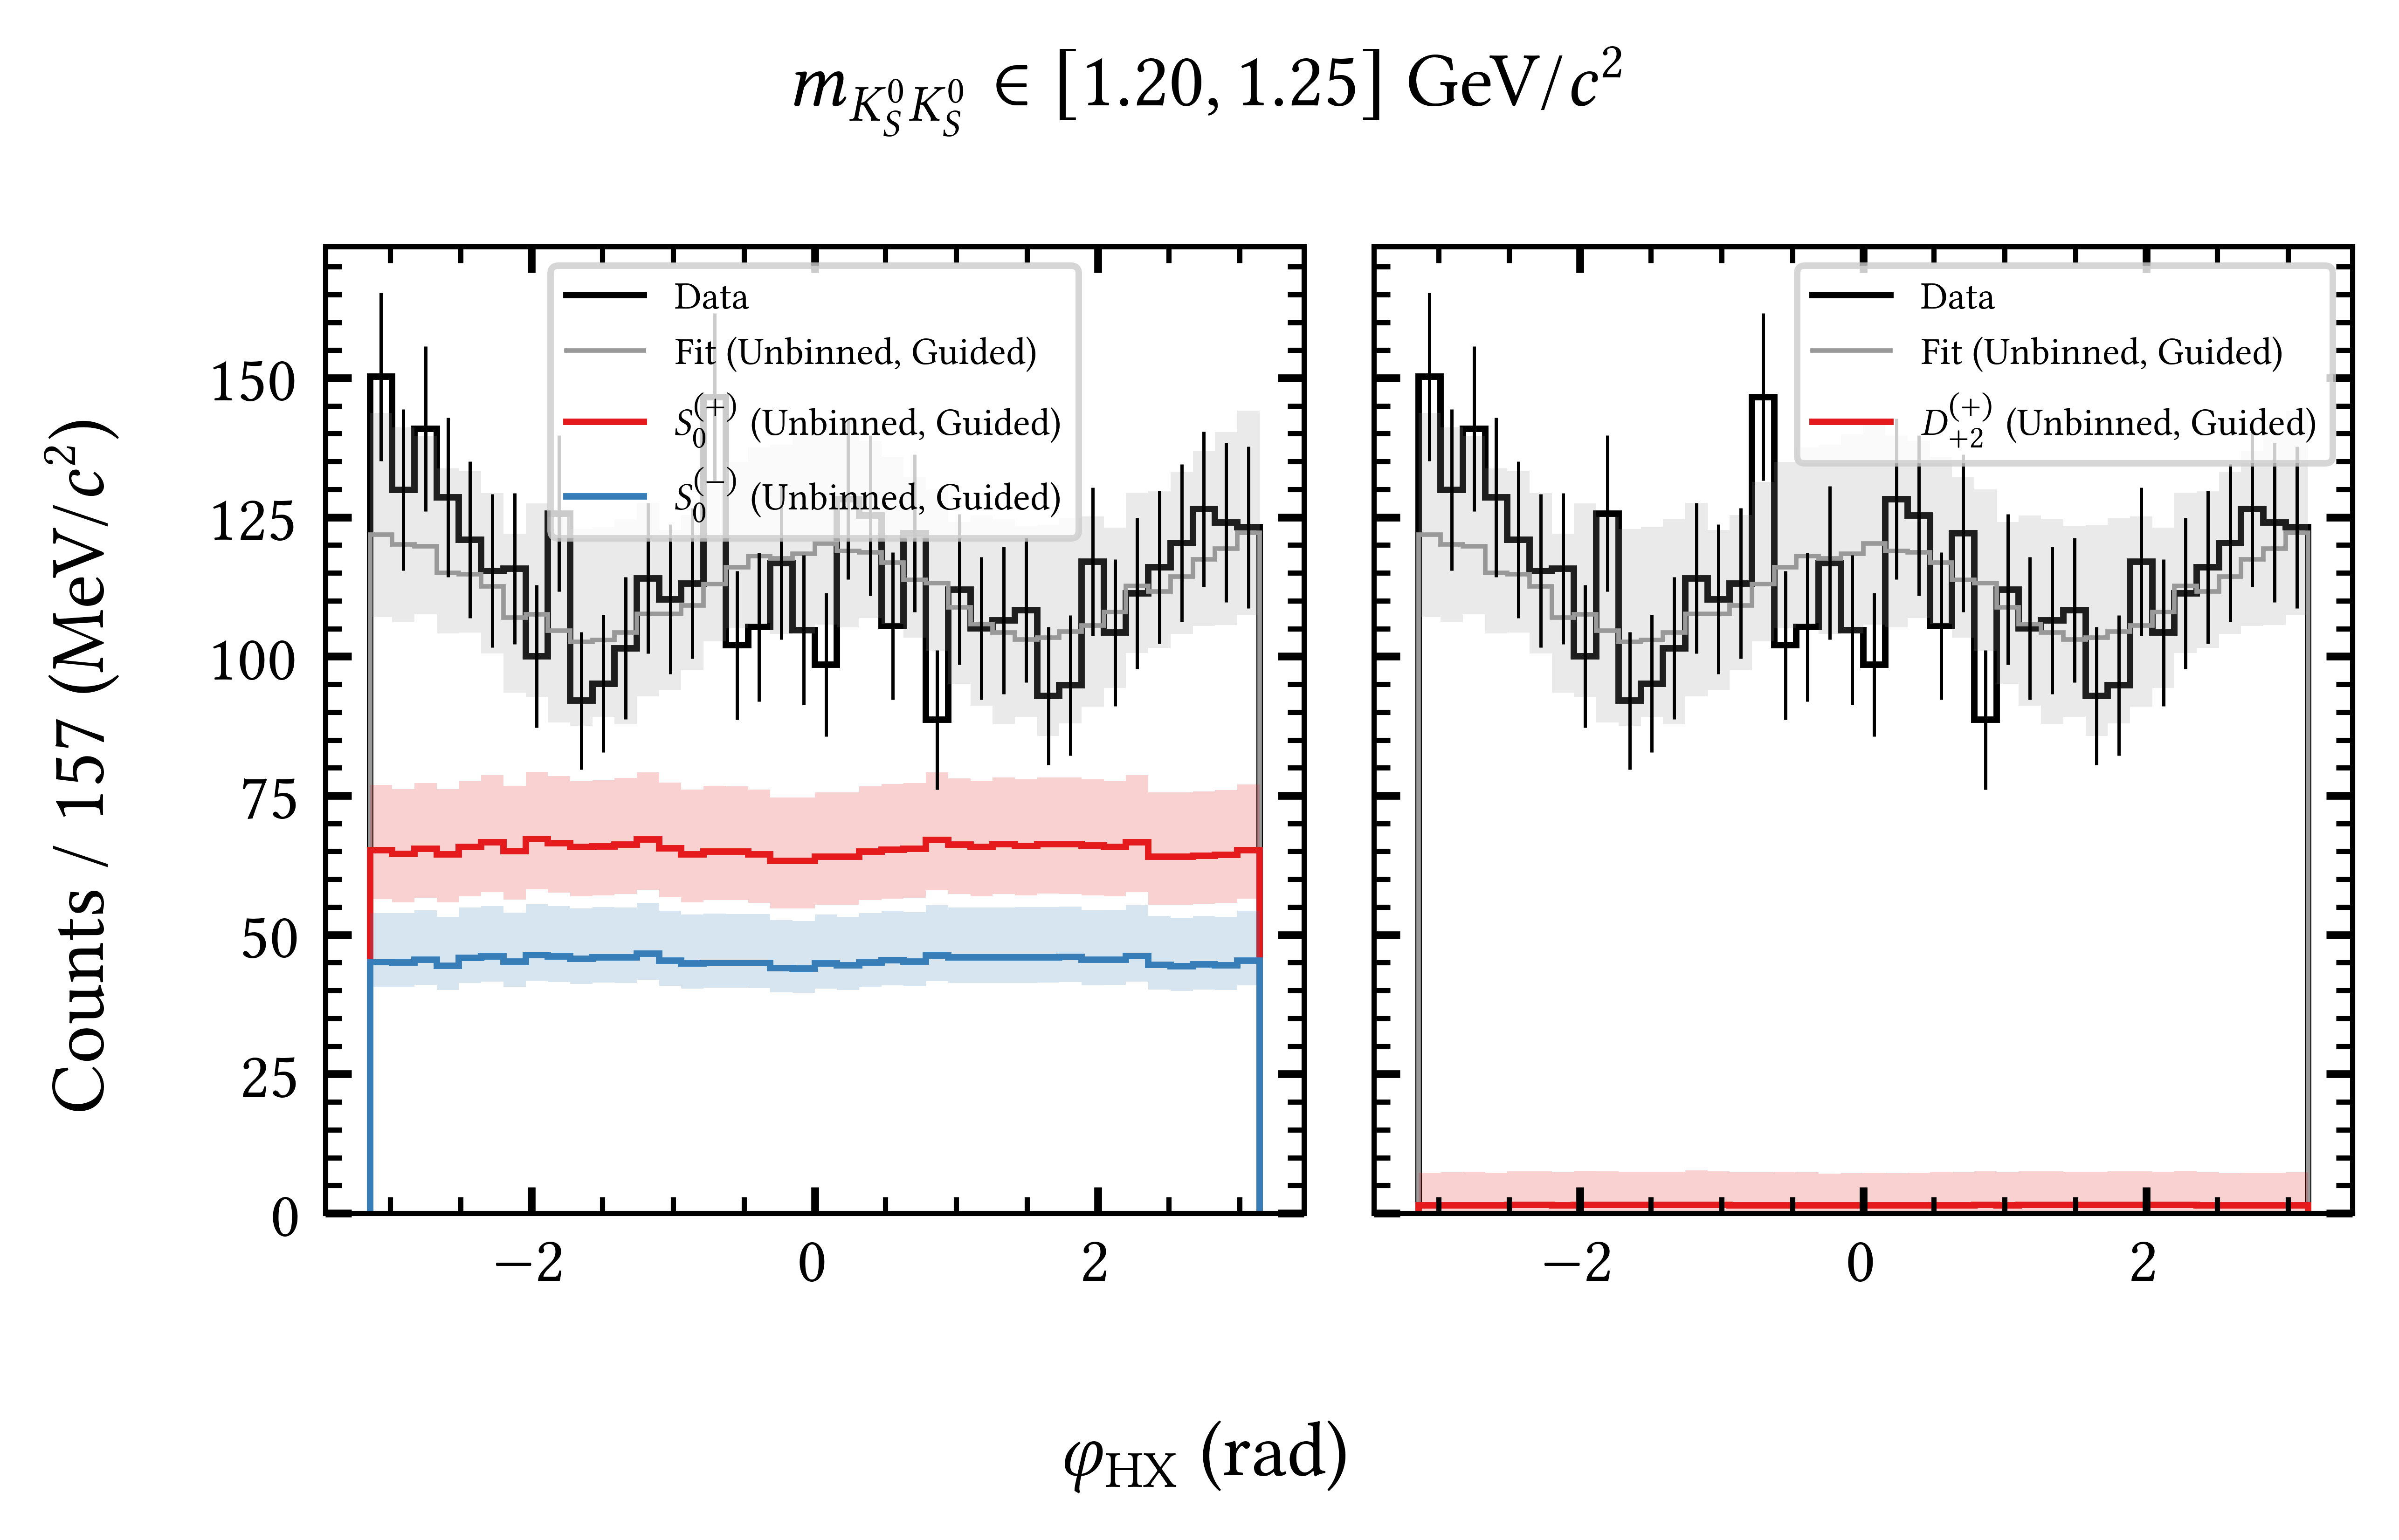 m_{K_S^0 K_S^0} ∈ [1.20, 1.25] GeV/c²
Counts / 157 (MeV/c²)
150
125
100
75
50
25
0
Data
Fit (Unbinned, Guided)
S_0^{(+)} (Unbinned, Guided)
S_0^{(−)} (Unbinned, Guided)
−2
0
2
Data
Fit (Unbinned, Guided)
D_{+2}^{(+)} (Unbinned, Guided)
−2
0
2
φ_{HX} (rad)